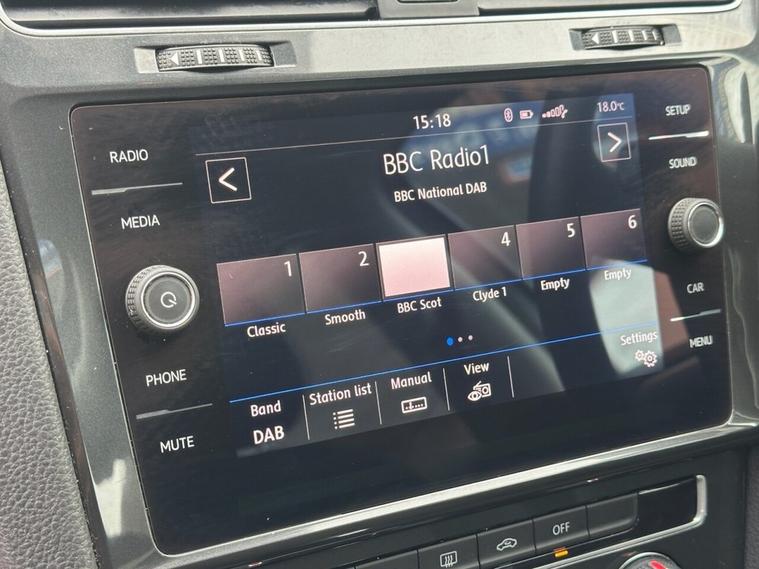 15:18
18.0°C
RADIO
SETUP
BBC Radio1
SOUND
BBC National DAB
MEDIA
1
2
4
5
6
Classic
Smooth
BBC Scot
Clyde 1
Empty
Empty
CAR
PHONE
MENU
Settings
Band
Station list
Manual
View
DAB
MUTE
OFF